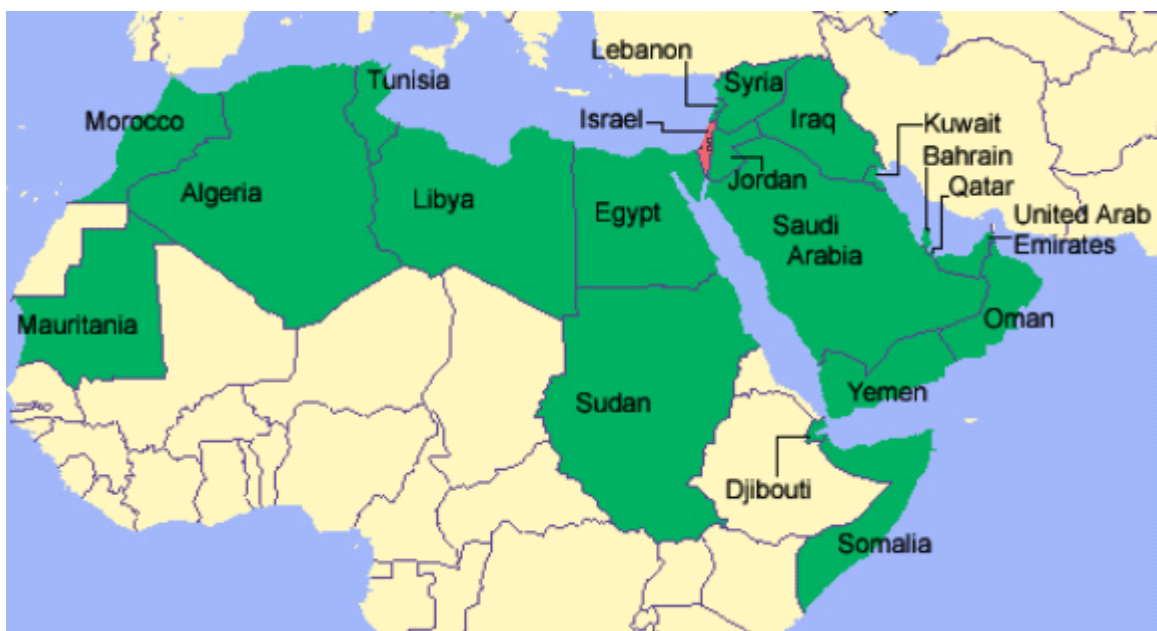 Lebanon
Tunisia
Syria
Morocco
Israel
Iraq
Kuwait
Bahrain
Jordan
Qatar
Algeria
Libya
Egypt
Saudi
Arabia
United Arab
Emirates
Mauritania
Oman
Sudan
Yemen
Djibouti
Somalia